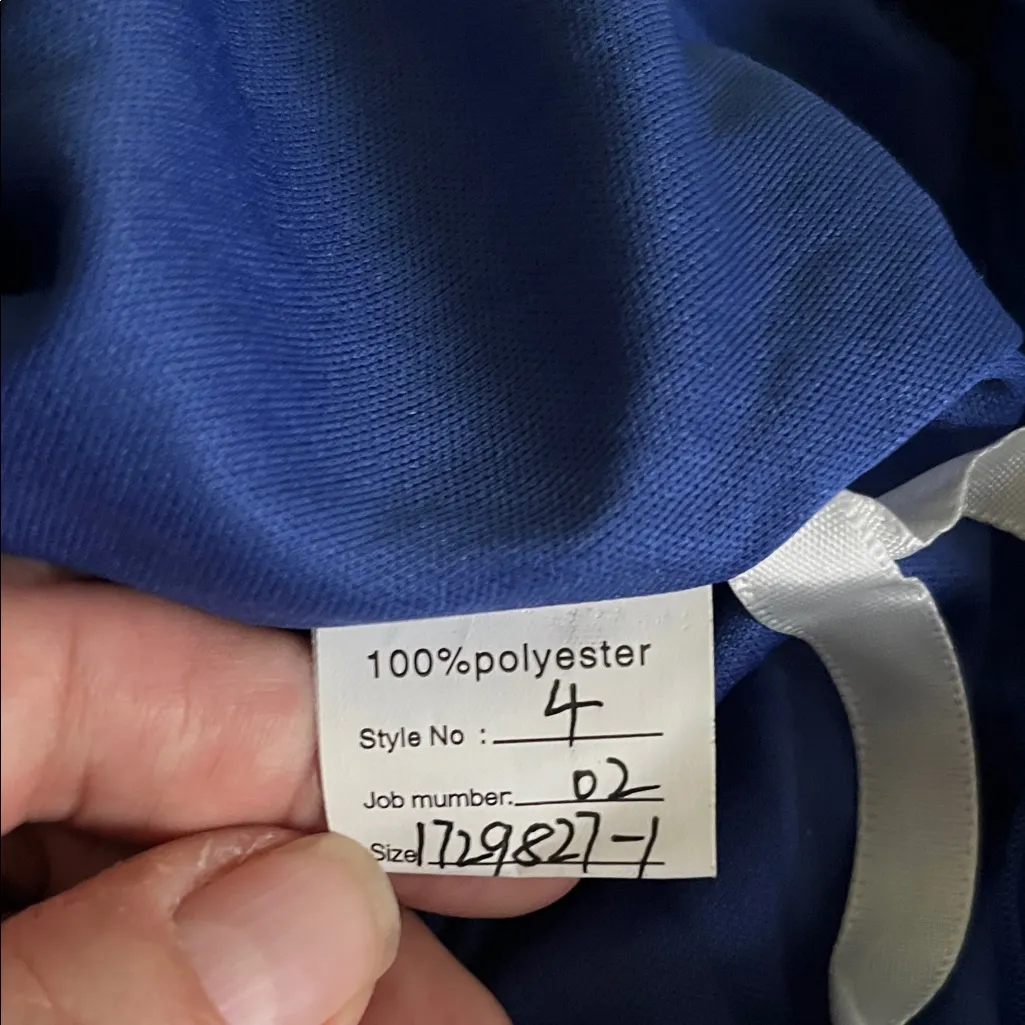 100%polyester
Style No : 4
Job mumber: 02
Size 1729827-1